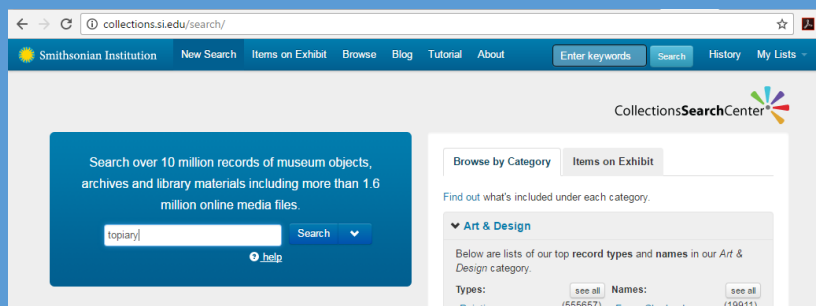 collections.si.edu/search/
Smithsonian Institution New Search Items on Exhibit Browse Blog Tutorial About Enter keywords Search History My Lists
CollectionsSearchCenter
Search over 10 million records of museum objects,
archives and library materials including more than 1.6
million online media files.
topiary Search
help
Browse by Category Items on Exhibit
Find out what's included under each category.
Art & Design
Below are lists of our top record types and names in our Art &
Design category.
Types: see all Names: see all
(555657) (19911)